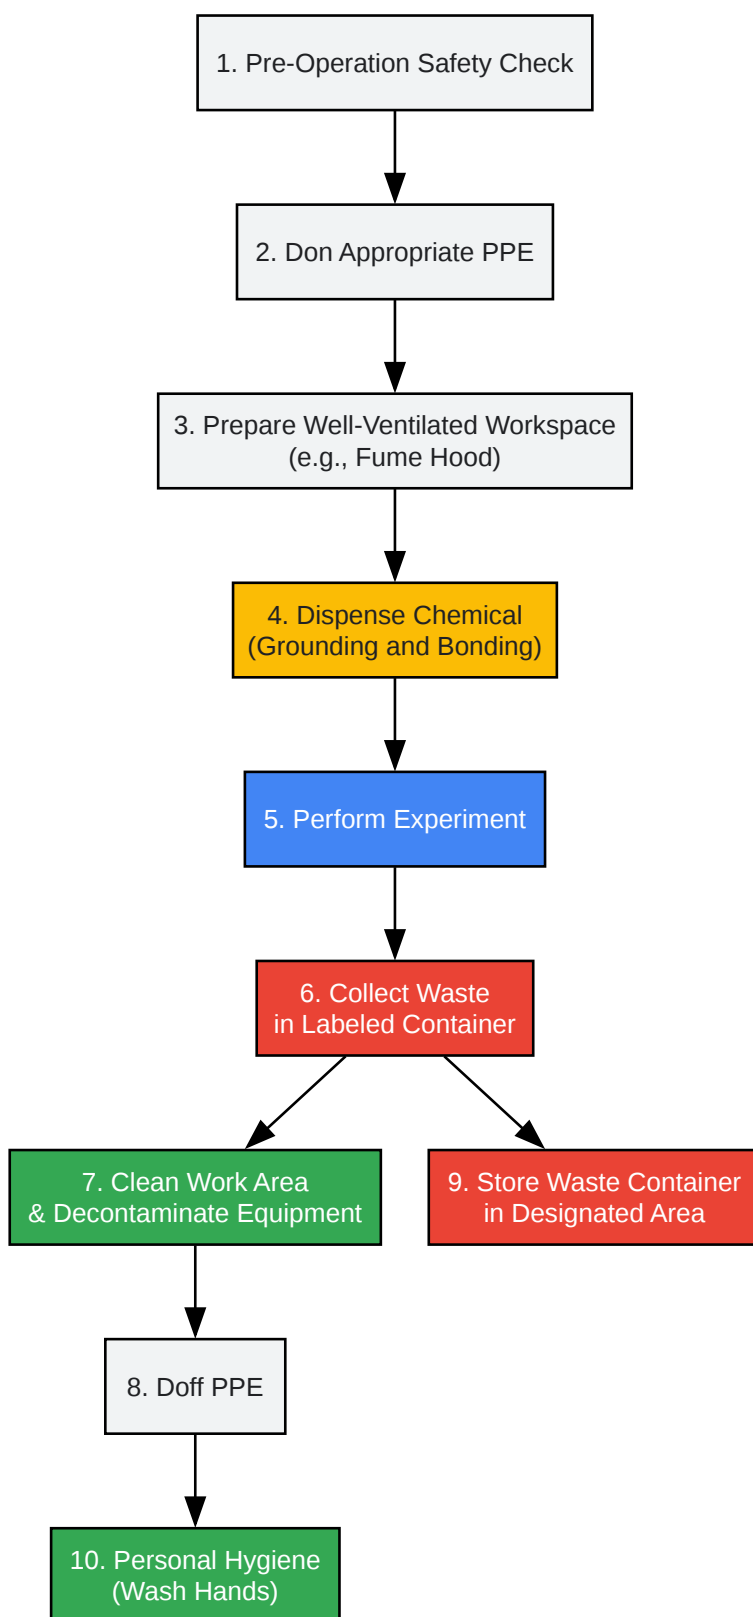 1. Pre-Operation Safety Check
2. Don Appropriate PPE
3. Prepare Well-Ventilated Workspace
(e.g., Fume Hood)
4. Dispense Chemical
(Grounding and Bonding)
5. Perform Experiment
6. Collect Waste
in Labeled Container
7. Clean Work Area
& Decontaminate Equipment
9. Store Waste Container
in Designated Area
8. Doff PPE
10. Personal Hygiene
(Wash Hands)